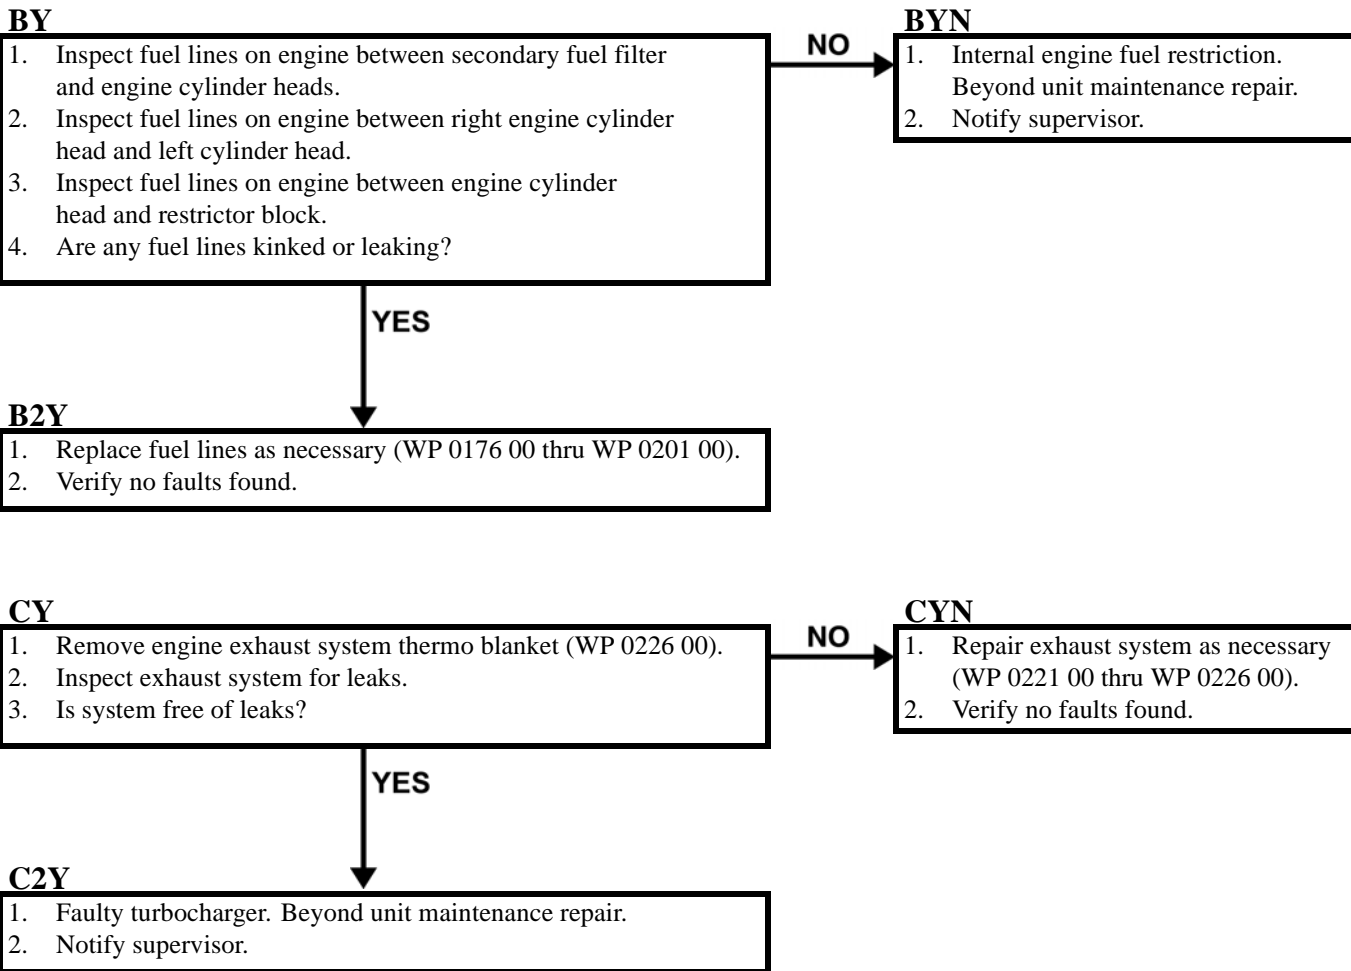 BY
1. Inspect fuel lines on engine between secondary fuel filter
and engine cylinder heads.
2. Inspect fuel lines on engine between right engine cylinder
head and left cylinder head.
3. Inspect fuel lines on engine between engine cylinder
head and restrictor block.
4. Are any fuel lines kinked or leaking?
NO
BYN
1. Internal engine fuel restriction.
Beyond unit maintenance repair.
2. Notify supervisor.
YES
B2Y
1. Replace fuel lines as necessary (WP 0176 00 thru WP 0201 00).
2. Verify no faults found.
CY
1. Remove engine exhaust system thermo blanket (WP 0226 00).
2. Inspect exhaust system for leaks.
3. Is system free of leaks?
NO
CYN
1. Repair exhaust system as necessary
(WP 0221 00 thru WP 0226 00).
2. Verify no faults found.
YES
C2Y
1. Faulty turbocharger. Beyond unit maintenance repair.
2. Notify supervisor.